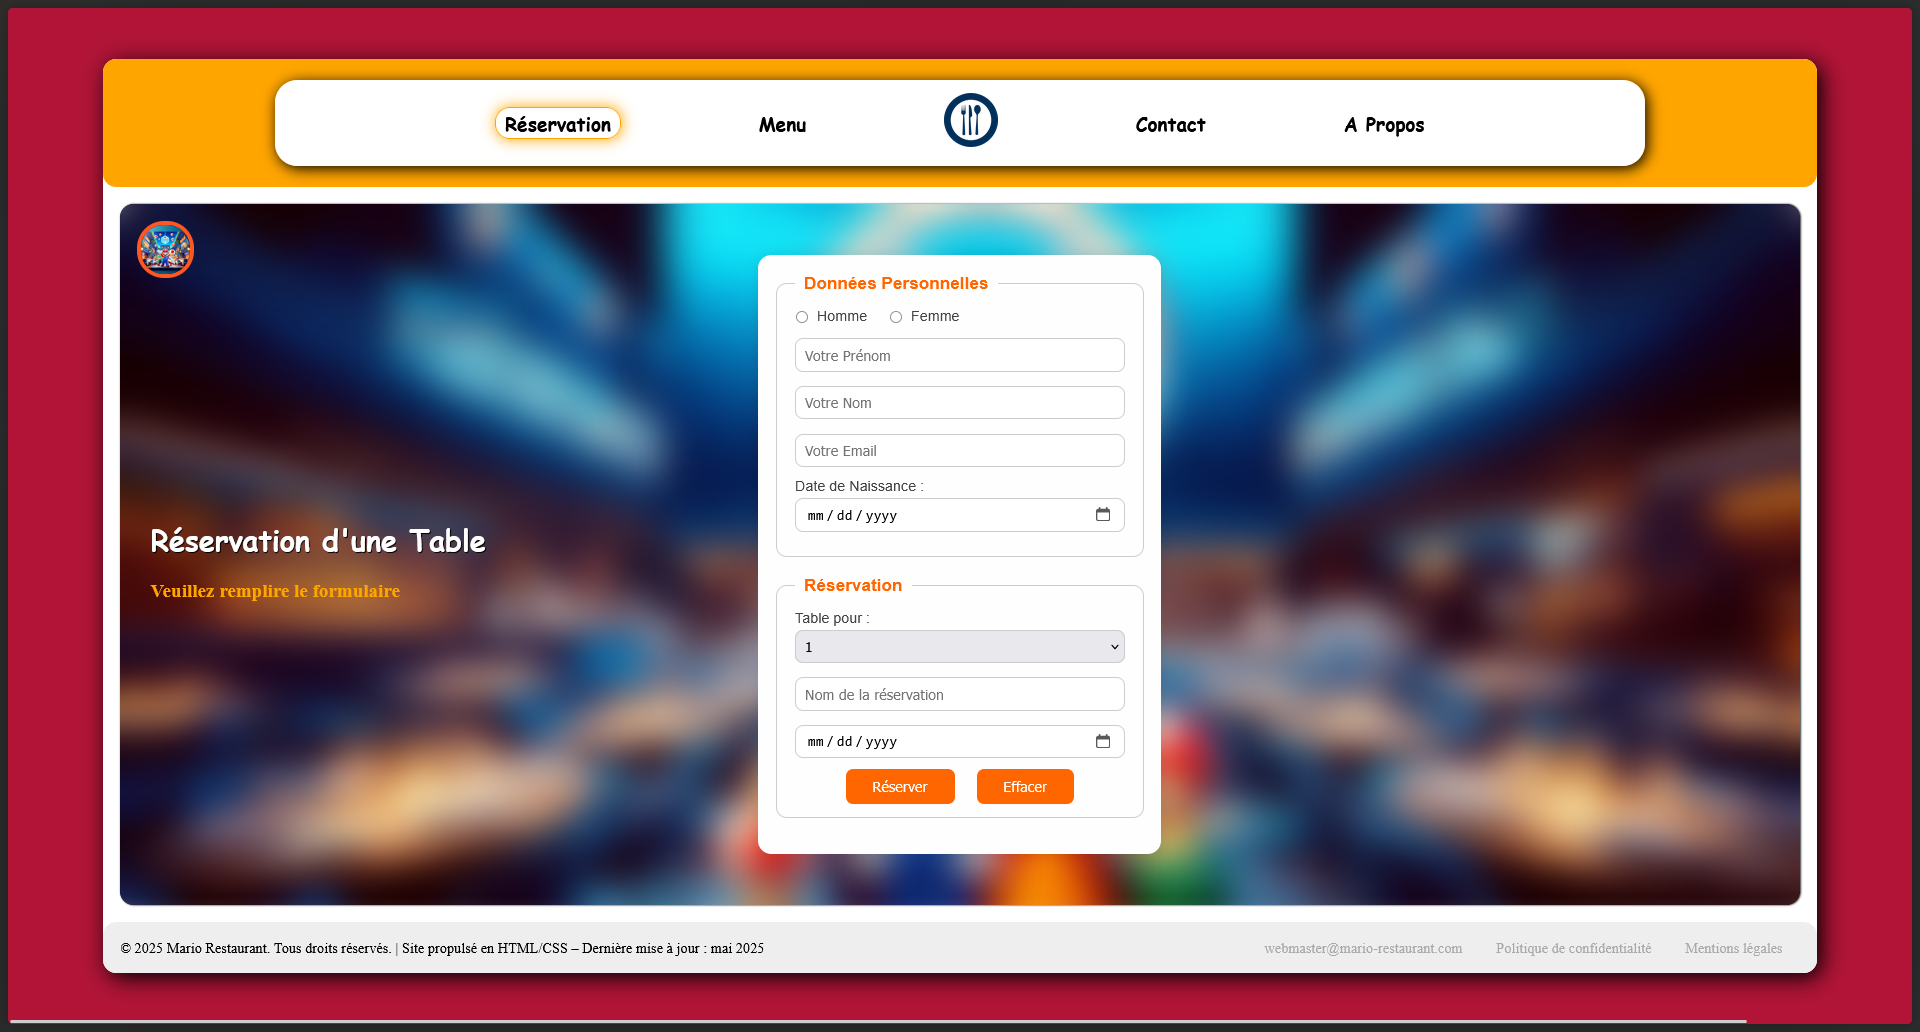 Réservation
Menu
Contact
A Propos
Réservation d'une Table
Veuillez remplire le formulaire
Données Personnelles
Homme
Femme
Votre Prénom
Votre Nom
Votre Email
Date de Naissance :
mm/dd/yyyy
Réservation
Table pour :
1
Nom de la réservation
mm/dd/yyyy
Réserver
Effacer
© 2025 Mario Restaurant. Tous droits réservés. | Site propulsé en HTML/CSS – Dernière mise à jour : mai 2025
webmaster@mario-restaurant.com
Politique de confidentialité
Mentions légales